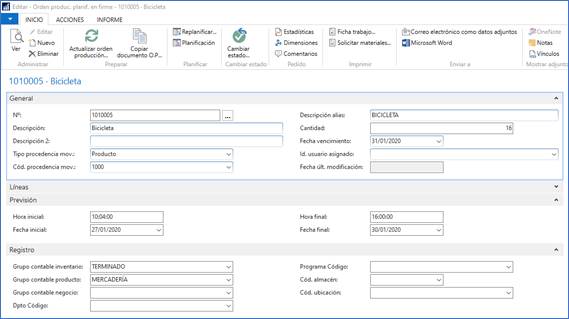 Editar - Orden produc. planif. en firme - 1010005 - Bicicleta
INICIO ACCIONES INFORME
Ver
Editar
Nuevo
Eliminar
Administrar
Actualizar orden producción...
Copiar documento O.P...
Preparar
Replanificar...
Planificación
Planificar
Cambiar estado...
Cambiar estado
Estadísticas
Dimensiones
Comentarios
Pedido
Ficha trabajo...
Solicitar materiales...
Imprimir
Correo electrónico como datos adjuntos
Microsoft Word
Enviar a
OneNote
Notas
Vínculos
Mostrar adjunto
1010005 - Bicicleta
General
Nº: 1010005 ...
Descripción: Bicicleta
Descripción 2:
Tipo procedencia mov.: Producto
Cód. procedencia mov.: 1000
Descripción alias: BICICLETA
Cantidad: 16
Fecha vencimiento: 31/01/2020
Id. usuario asignado:
Fecha últ. modificación:
Líneas
Previsión
Hora inicial: 10:04:00
Fecha inicial: 27/01/2020
Hora final: 16:00:00
Fecha final: 30/01/2020
Registro
Grupo contable inventario: TERMINADO
Grupo contable producto: MERCADERÍA
Grupo contable negocio:
Dpto Código:
Programa Código:
Cód. almacén:
Cód. ubicación: